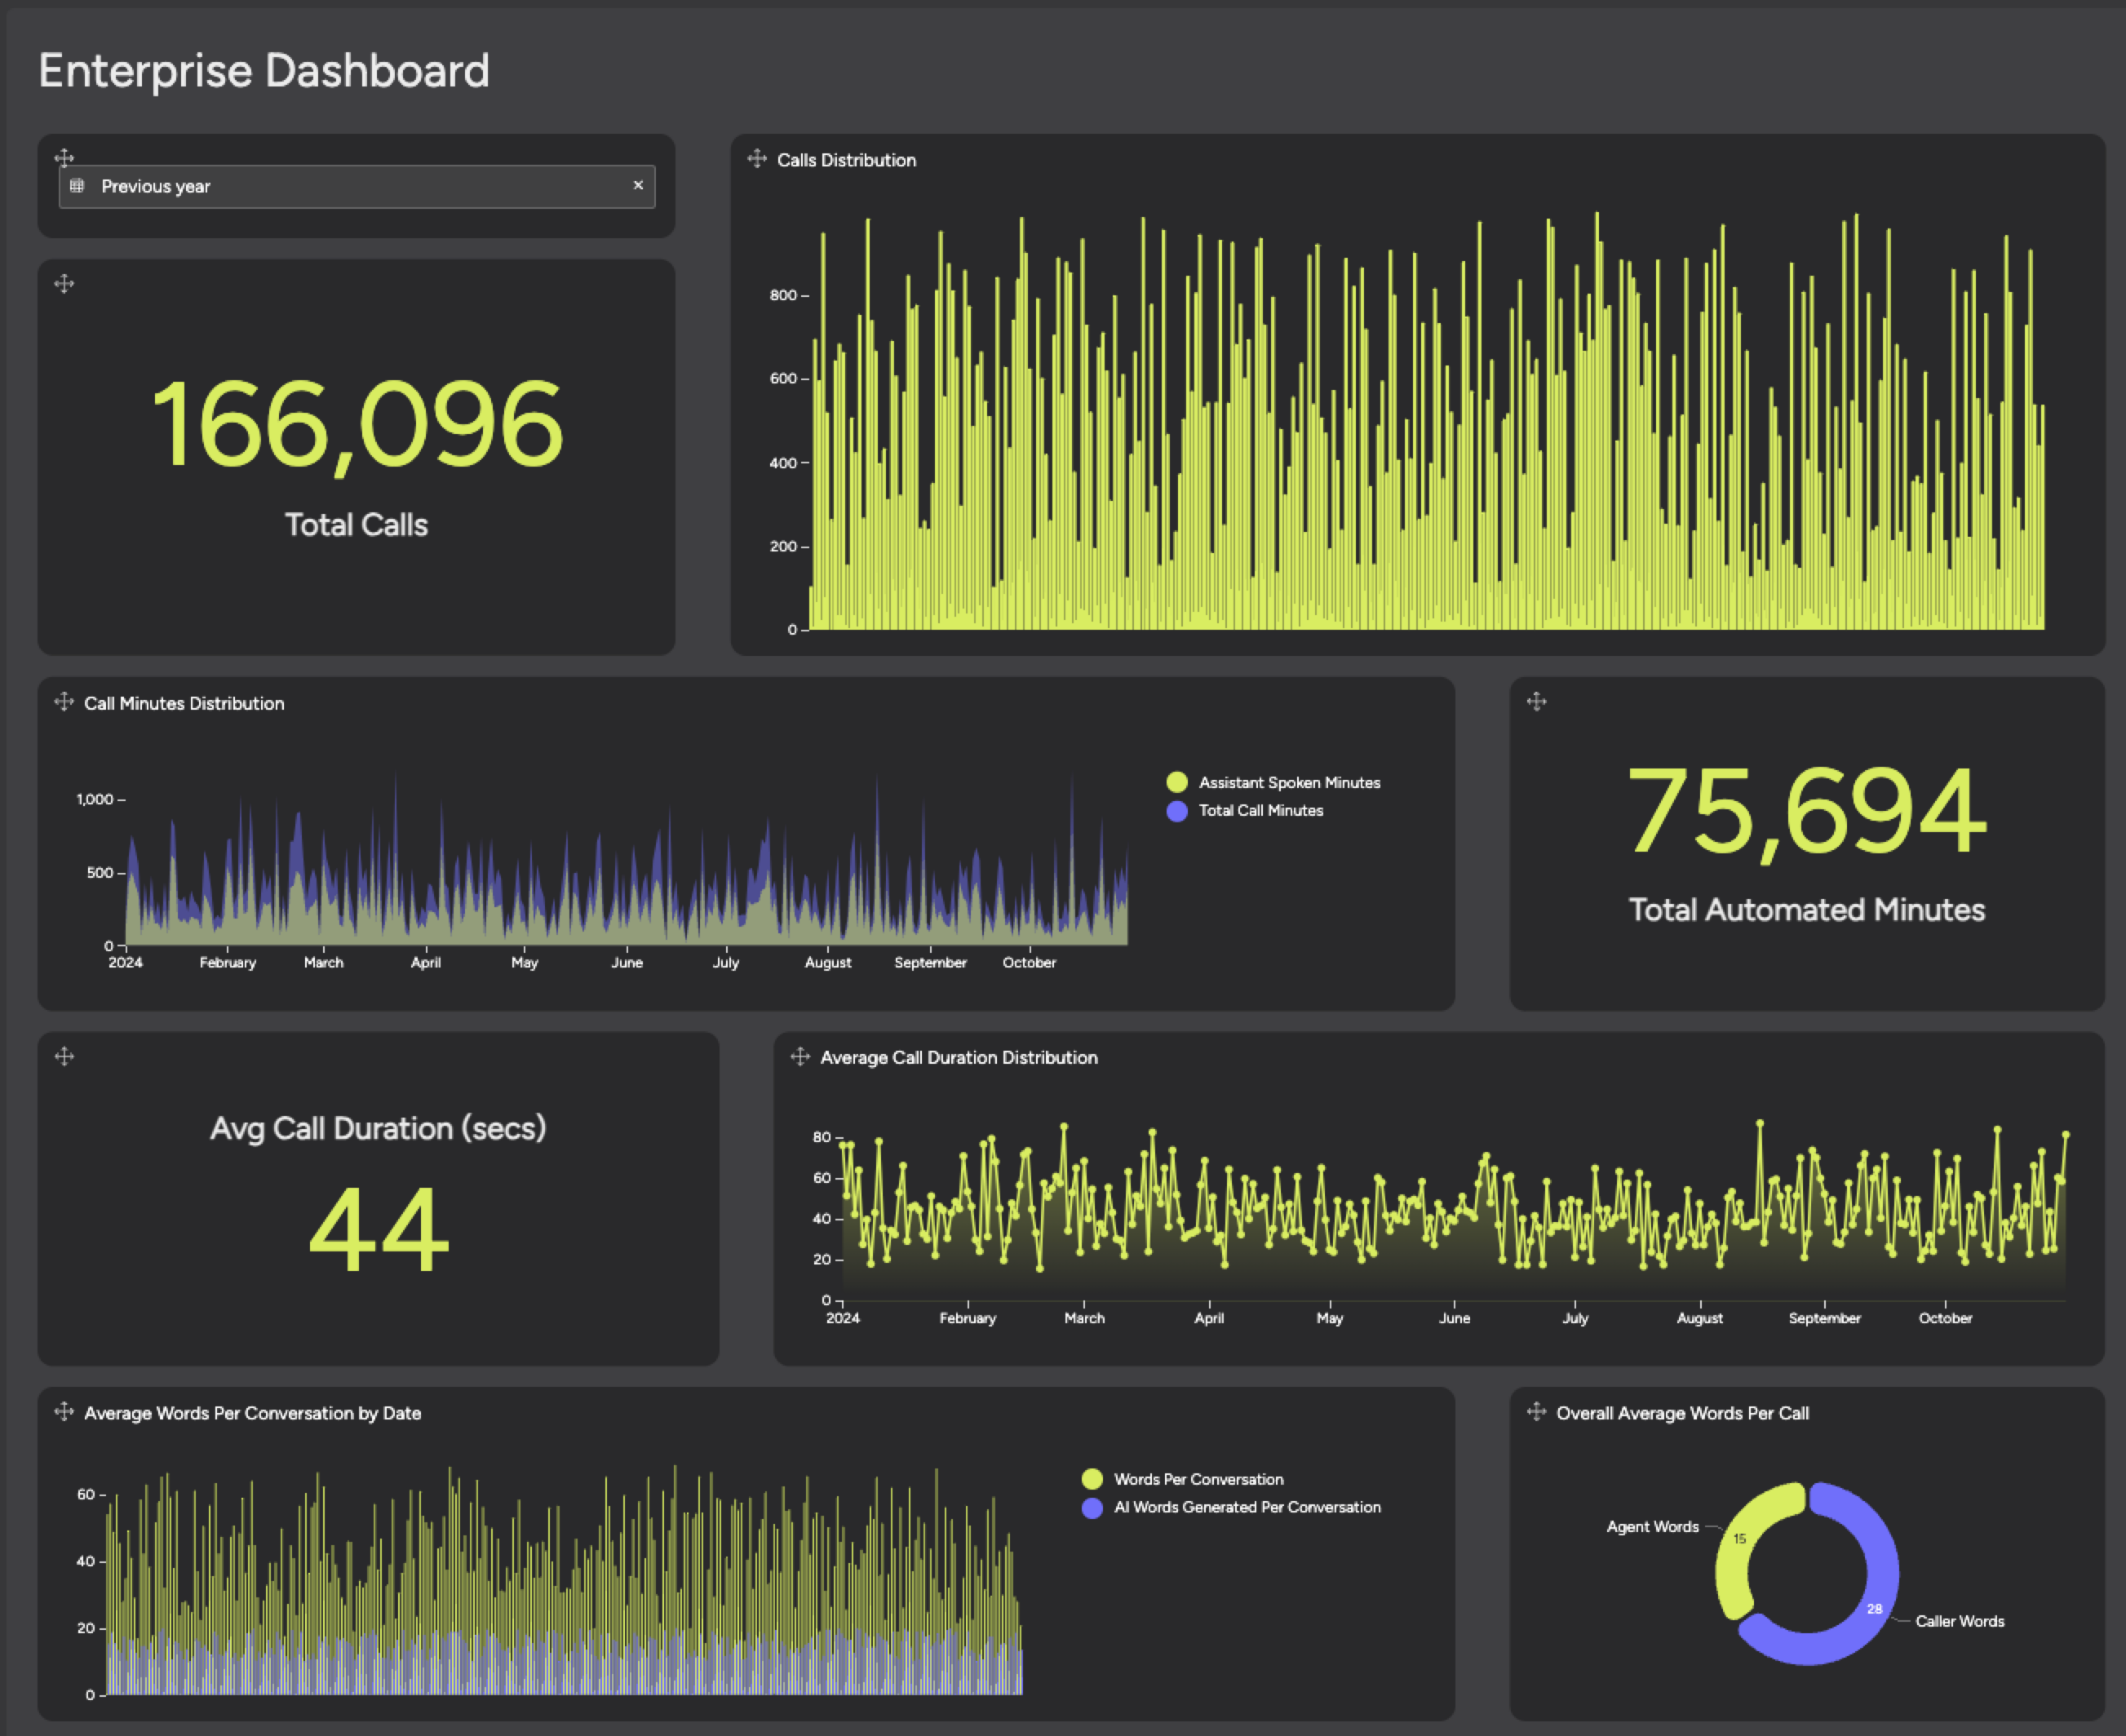 Enterprise Dashboard
Previous year
×
166,096
Total Calls
Calls Distribution
800
600
400
200
0
Call Minutes Distribution
1,000
500
0
2024 February March April May June July August September October
Assistant Spoken Minutes
Total Call Minutes
75,694
Total Automated Minutes
Avg Call Duration (secs)
44
Average Call Duration Distribution
80
60
40
20
0
2024 February March April May June July August September October
Average Words Per Conversation by Date
60
40
20
0
Words Per Conversation
AI Words Generated Per Conversation
Overall Average Words Per Call
Agent Words
15
28
Caller Words